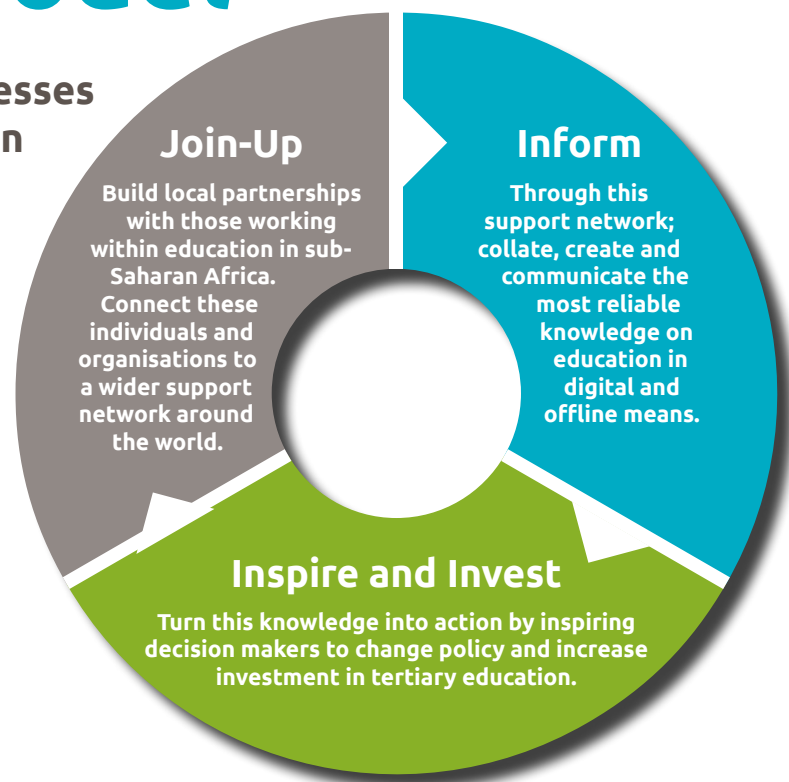 Join-Up
Build local partnerships
with those working
within education in sub-
Saharan Africa.
Connect these
individuals and
organisations to
a wider support
network around
the world.
Inform
Through this
support network;
collate, create and
communicate the
most reliable
knowledge on
education in
digital and
offline means.
Inspire and Invest
Turn this knowledge into action by inspiring
decision makers to change policy and increase
investment in tertiary education.